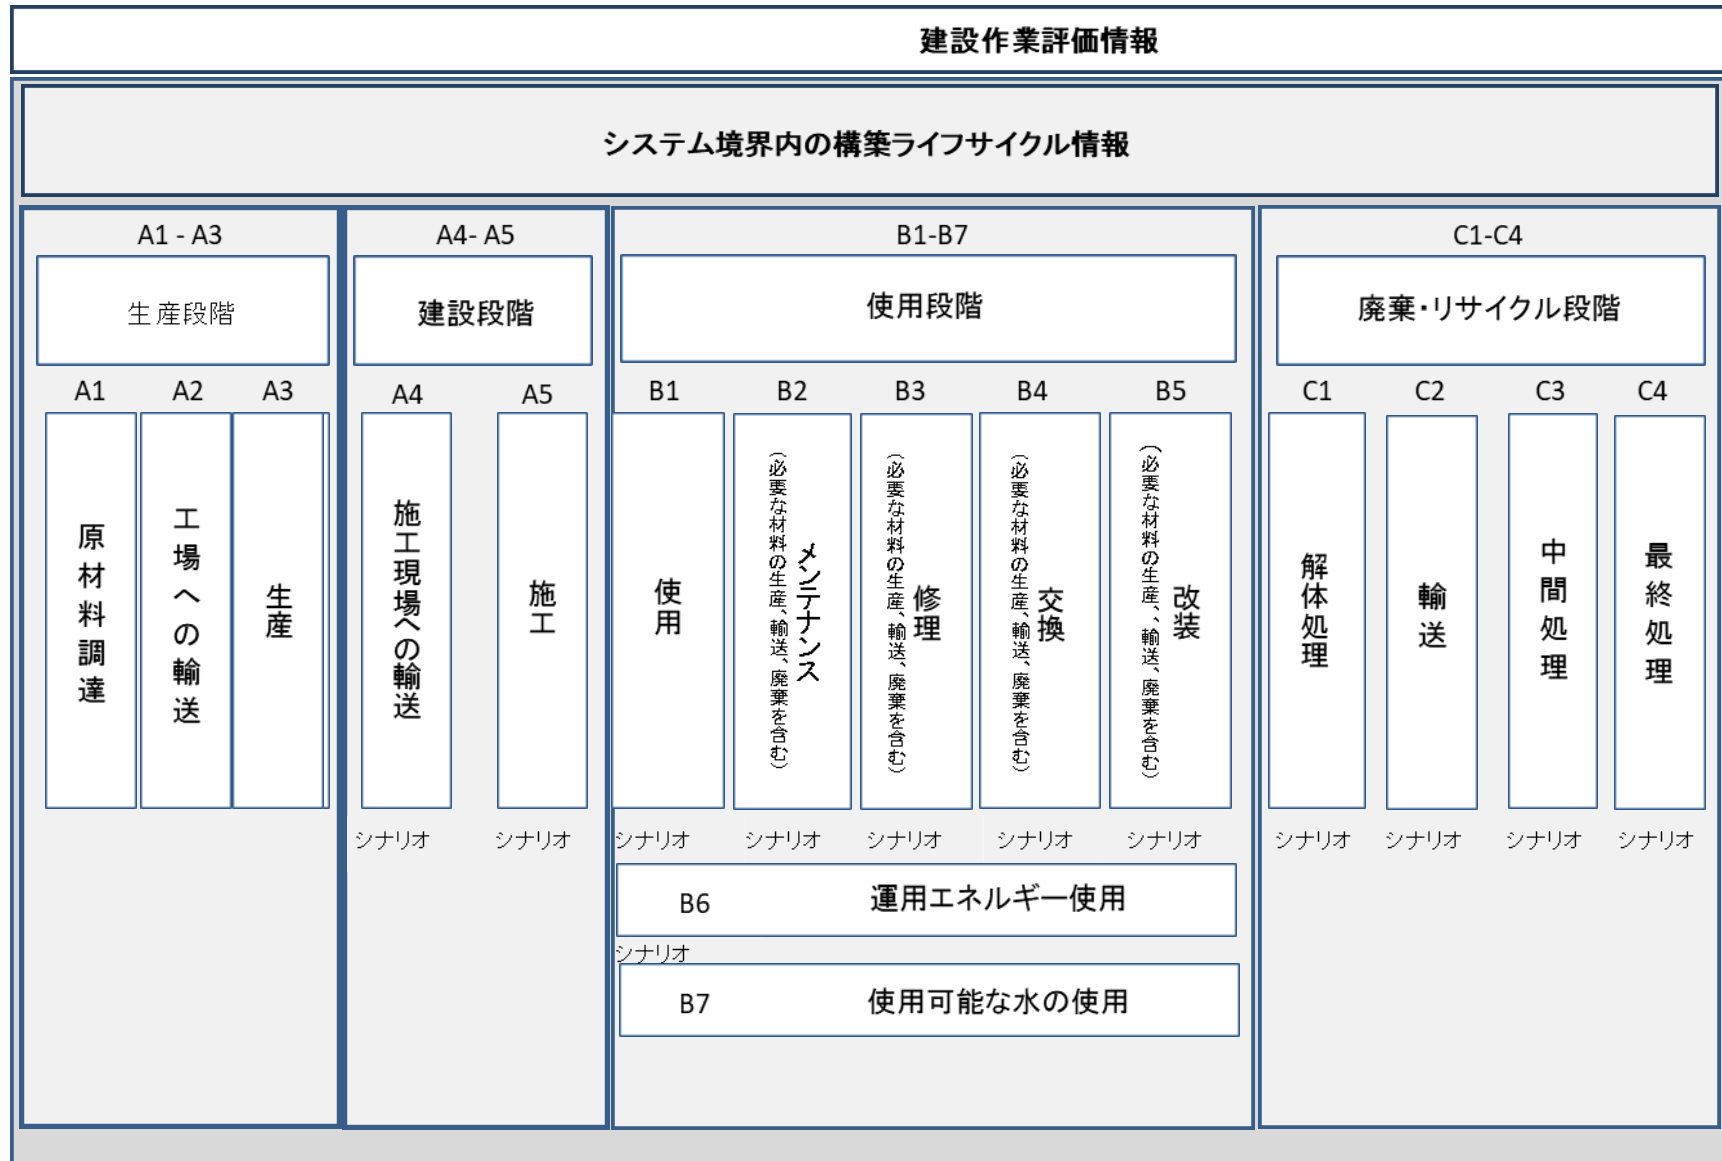 建設作業評価情報
システム境界内の構築ライフサイクル情報
A1 - A3
生産段階
A1
A2
A3
原材料調達
工場への輸送
生産
A4- A5
建設段階
A4
A5
施工現場への輸送
施工
シナリオ
シナリオ
B1-B7
使用段階
B1
B2
B3
B4
B5
使用
メンテナンス
(必要な材料の生産、輸送、廃棄を含む)
修理
(必要な材料の生産、輸送、廃棄を含む)
交換
(必要な材料の生産、輸送、廃棄を含む)
改装
(必要な材料の生産、輸送、廃棄を含む)
シナリオ
シナリオ
シナリオ
シナリオ
シナリオ
B6 運用エネルギー使用
シナリオ
B7 使用可能な水の使用
C1-C4
廃棄・リサイクル段階
C1
C2
C3
C4
解体処理
輸送
中間処理
最終処理
シナリオ
シナリオ
シナリオ
シナリオ